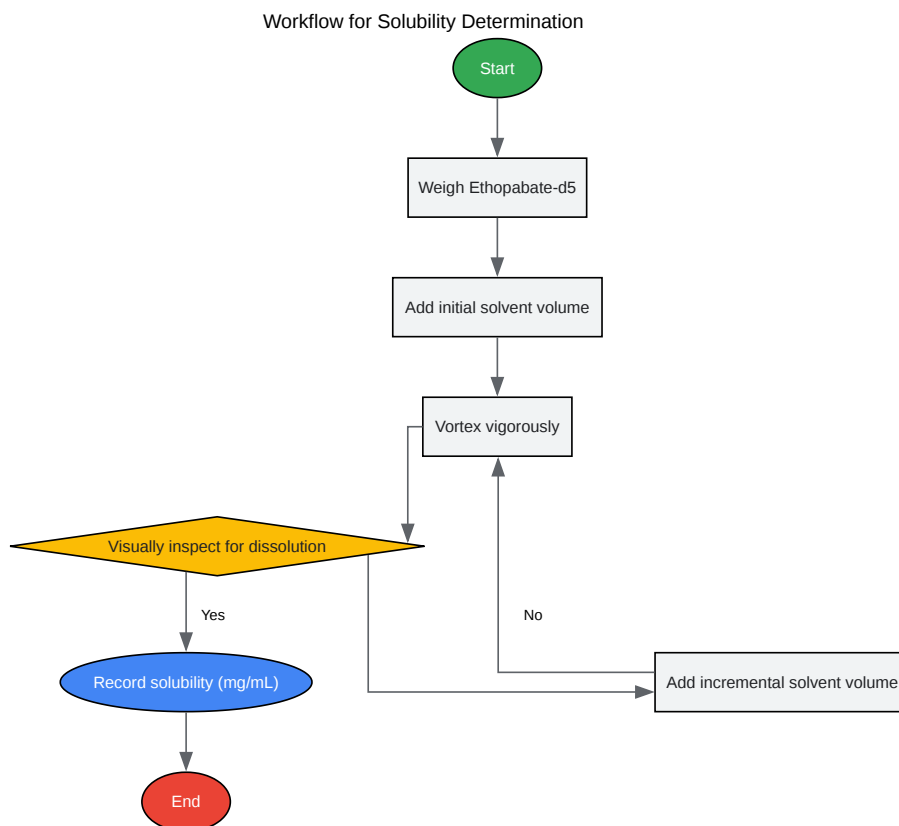 Workflow for Solubility Determination
Start
Weigh Ethopabate-d5
Add initial solvent volume
Vortex vigorously
Visually inspect for dissolution
Yes
No
Record solubility (mg/mL)
Add incremental solvent volume
End